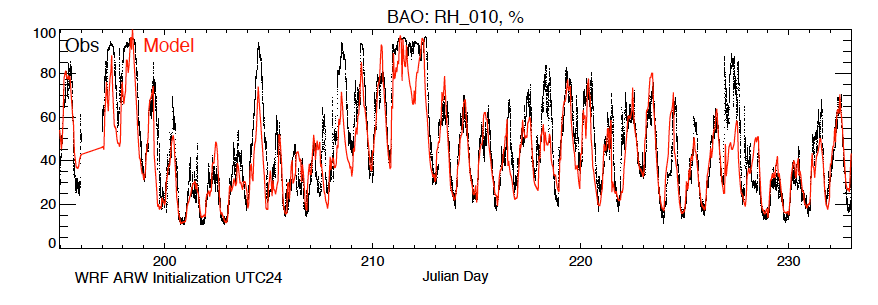 BAO: RH_010, %
Obs Model
100
80
60
40
20
0
200 210 220 230
WRF ARW Initialization UTC24 Julian Day